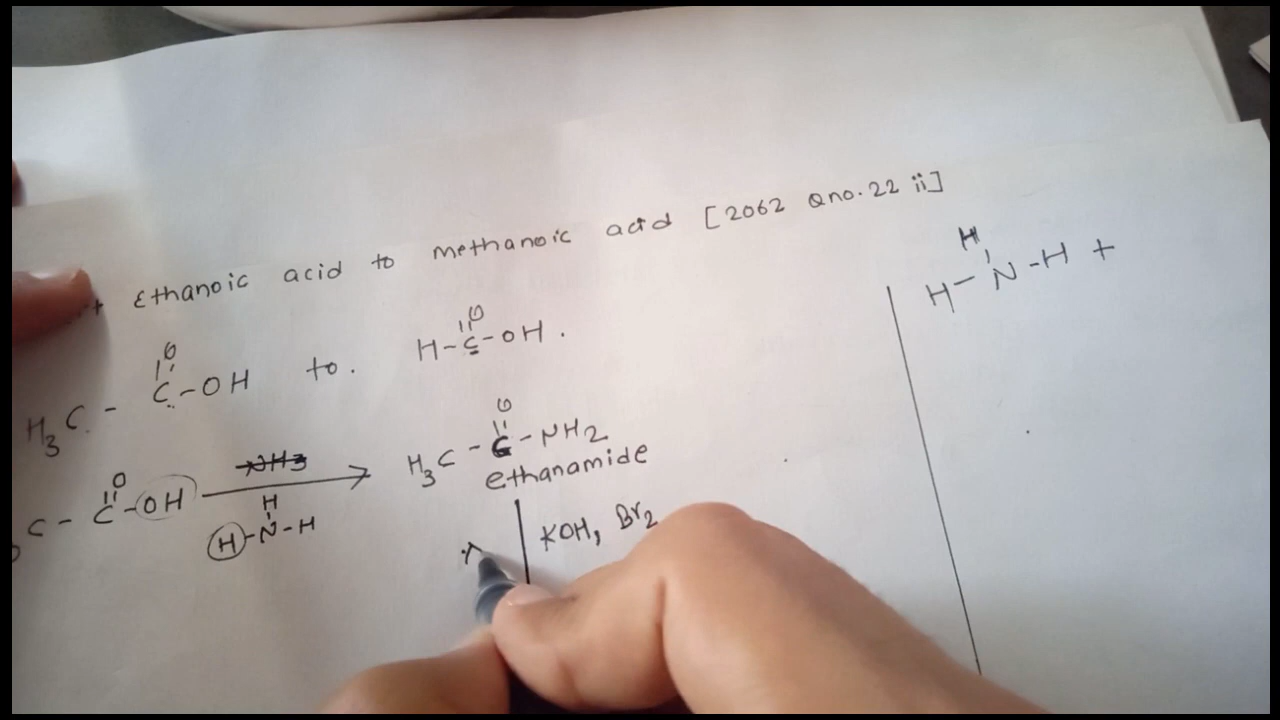 Ethanoic acid to methanoic acid [2062 Qno.22 ii]
H3C - C - OH to. H - C - OH.
O O
C - C - OH NH3 H3C - C - NH2
O O
H - N - H ethanamide
H
KOH, Br2
H
H - N - H +